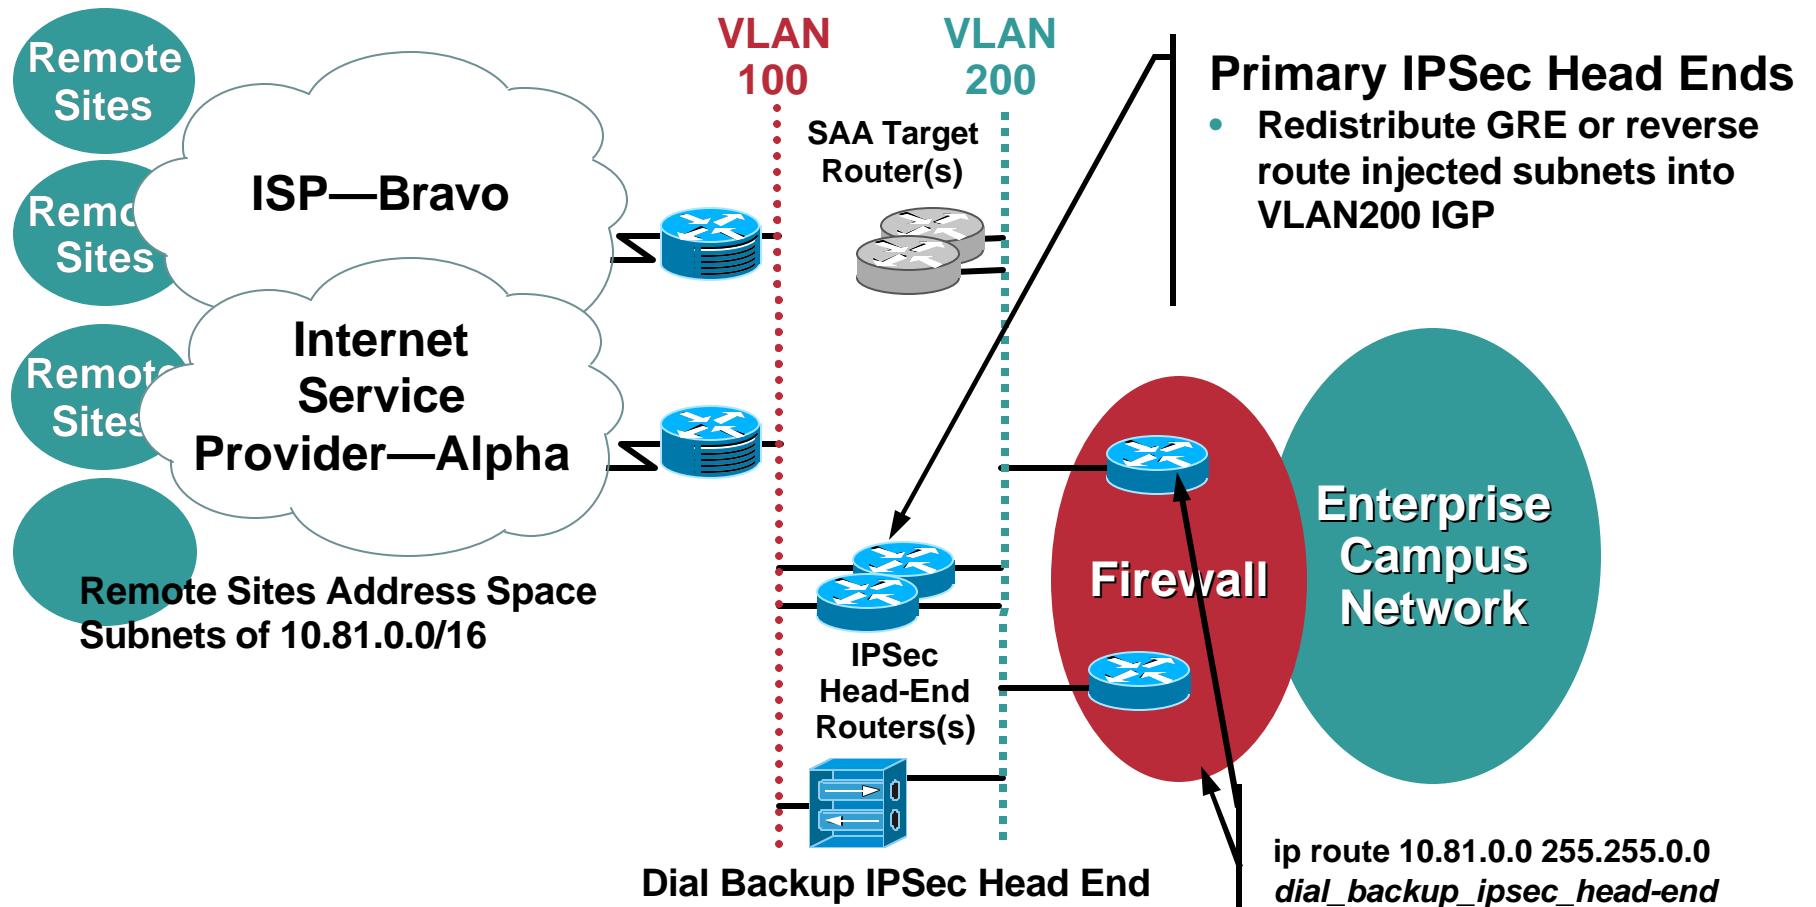 VLAN
100
VLAN
200
Remote
Sites
Remo
Sites
Remote
Sites
ISP—Bravo
Internet
Service
Provider—Alpha
Remote Sites Address Space
Subnets of 10.81.0.0/16
SAA Target
Router(s)
Primary IPSec Head Ends
• Redistribute GRE or reverse
route injected subnets into
VLAN200 IGP
IPSec
Head-End
Routers(s)
Firewall
Enterprise
Campus
Network
Dial Backup IPSec Head End
ip route 10.81.0.0 255.255.0.0
dial_backup_ipsec_head-end